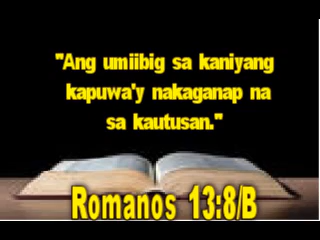 "Ang umiibig sa kaniyang
kapuwa'y nakaganap na
sa kautusan."
Romanos 13:8/B